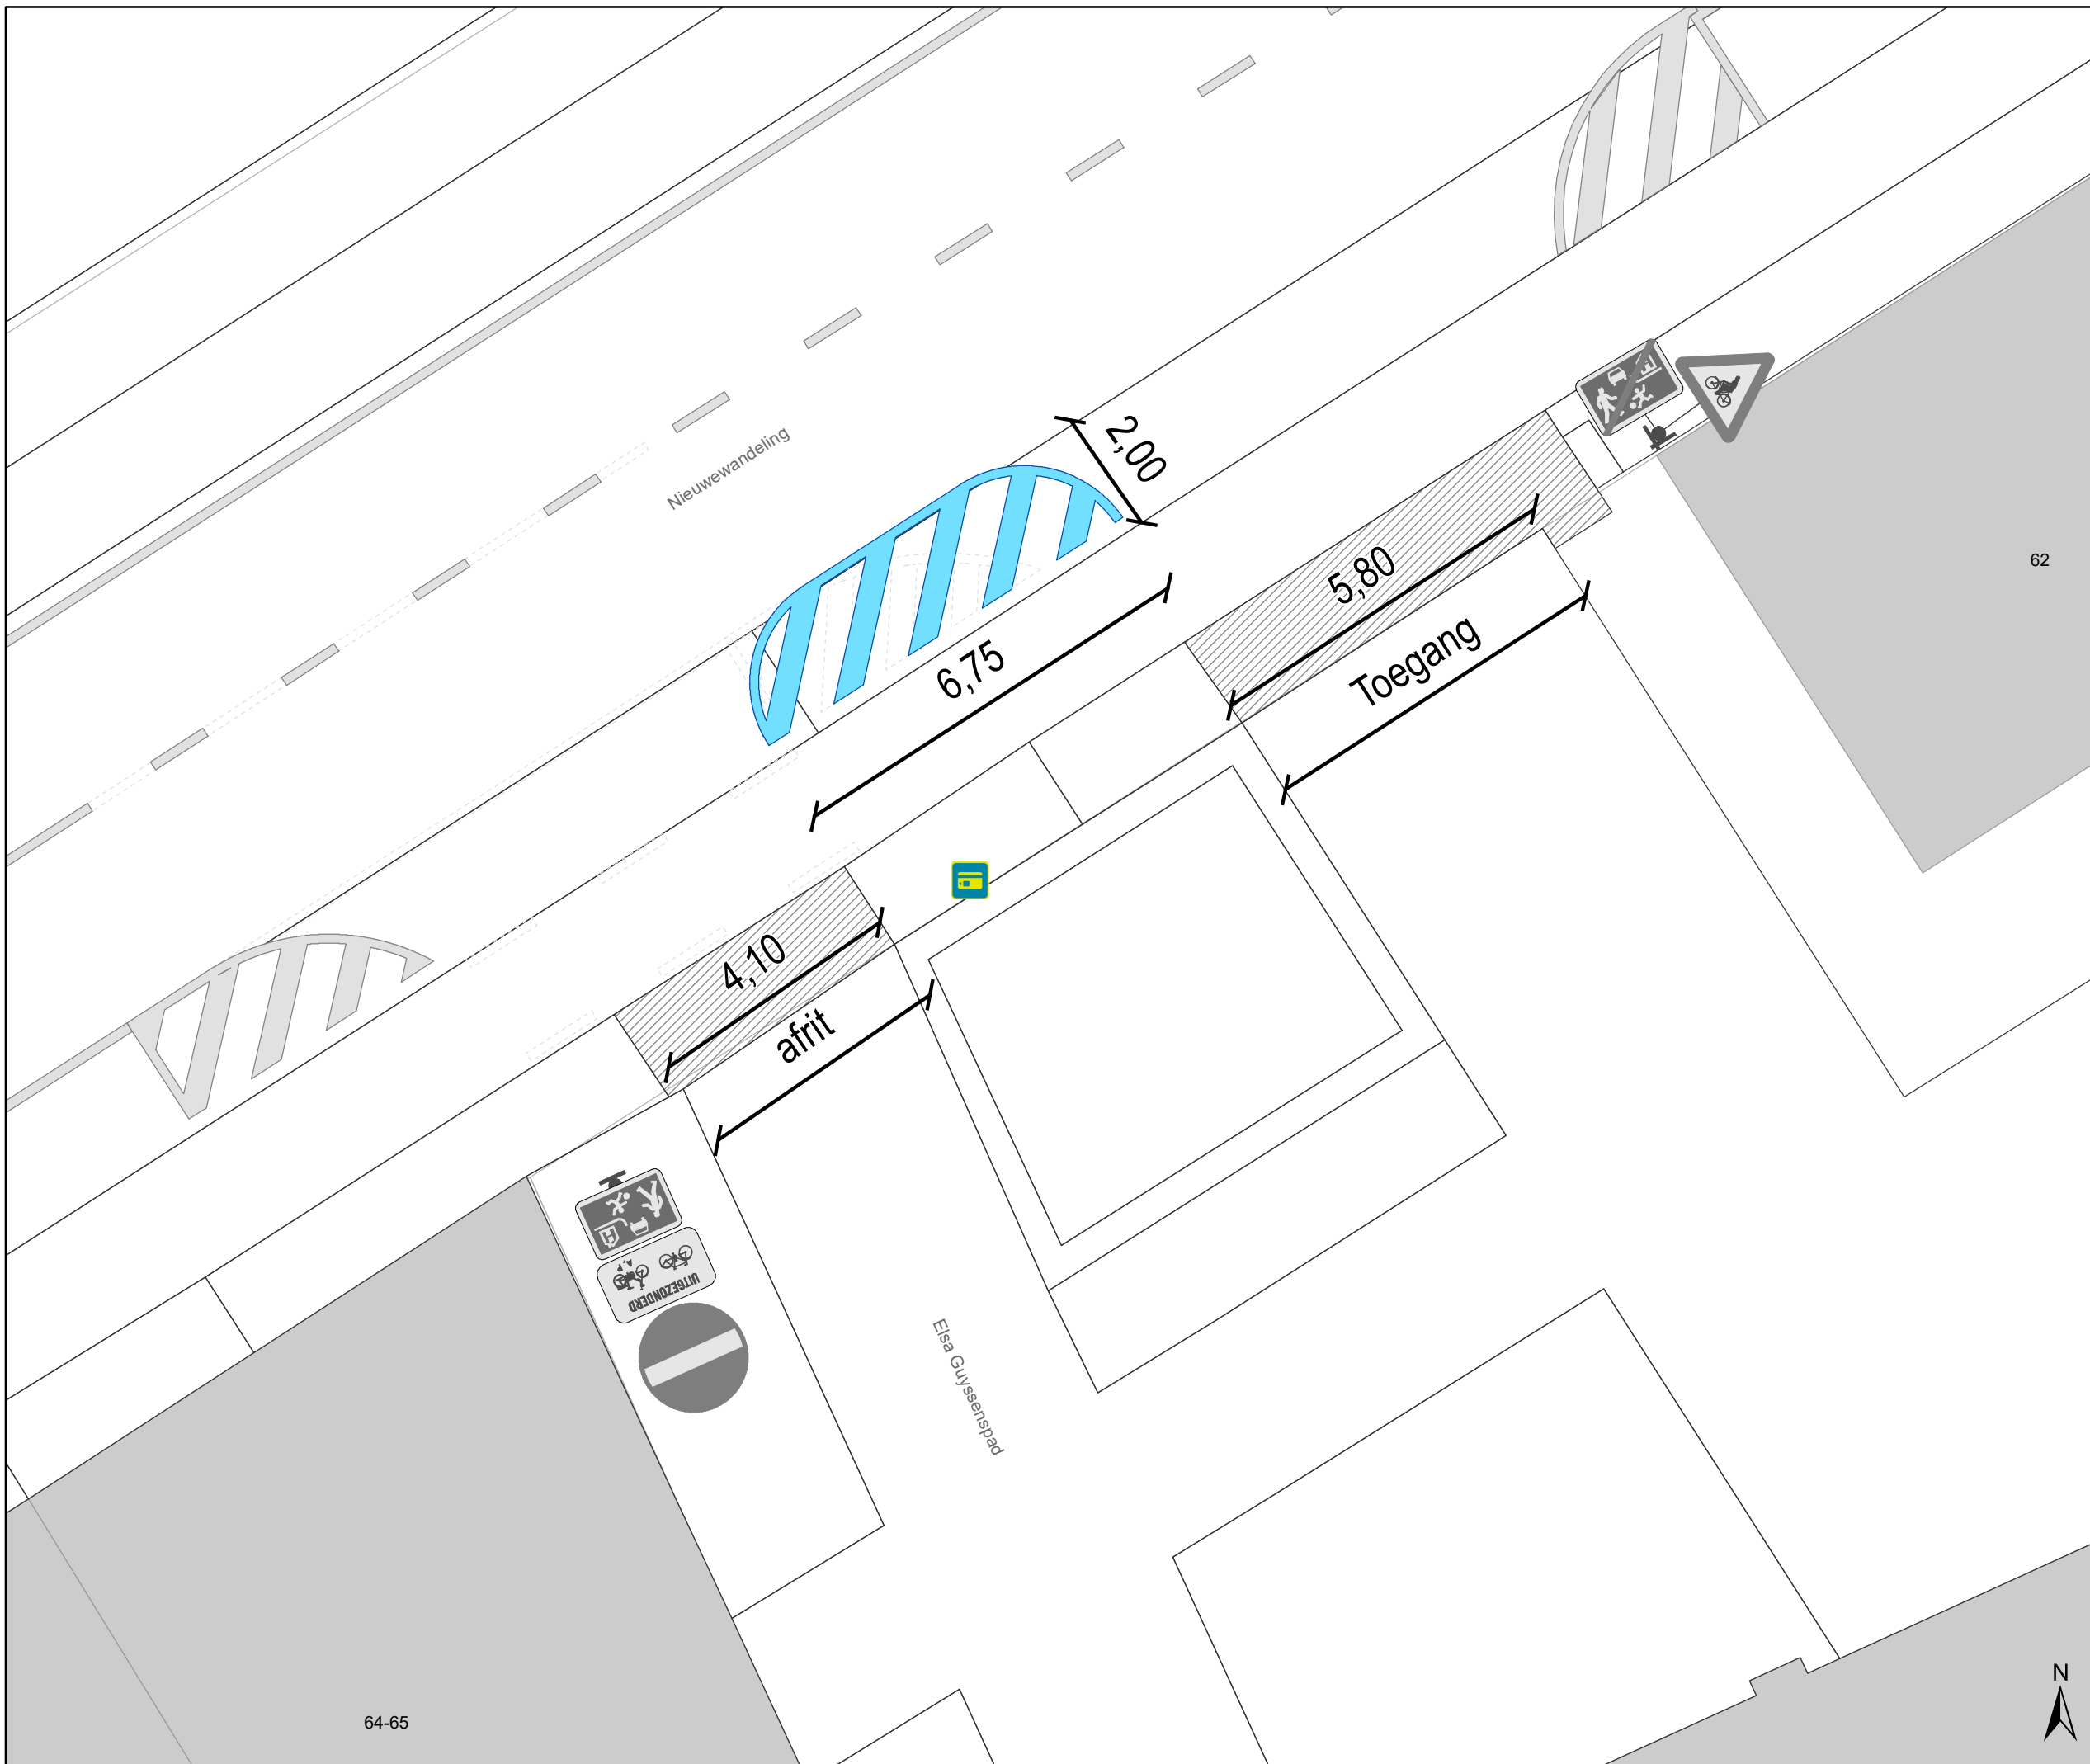 Nieuwewandeling
2,00
62
5,80
Toegang
6,75
4,10
afrit
H
A, P
UITGEZONDERD
Elsa Guyssenspad
64-65
N